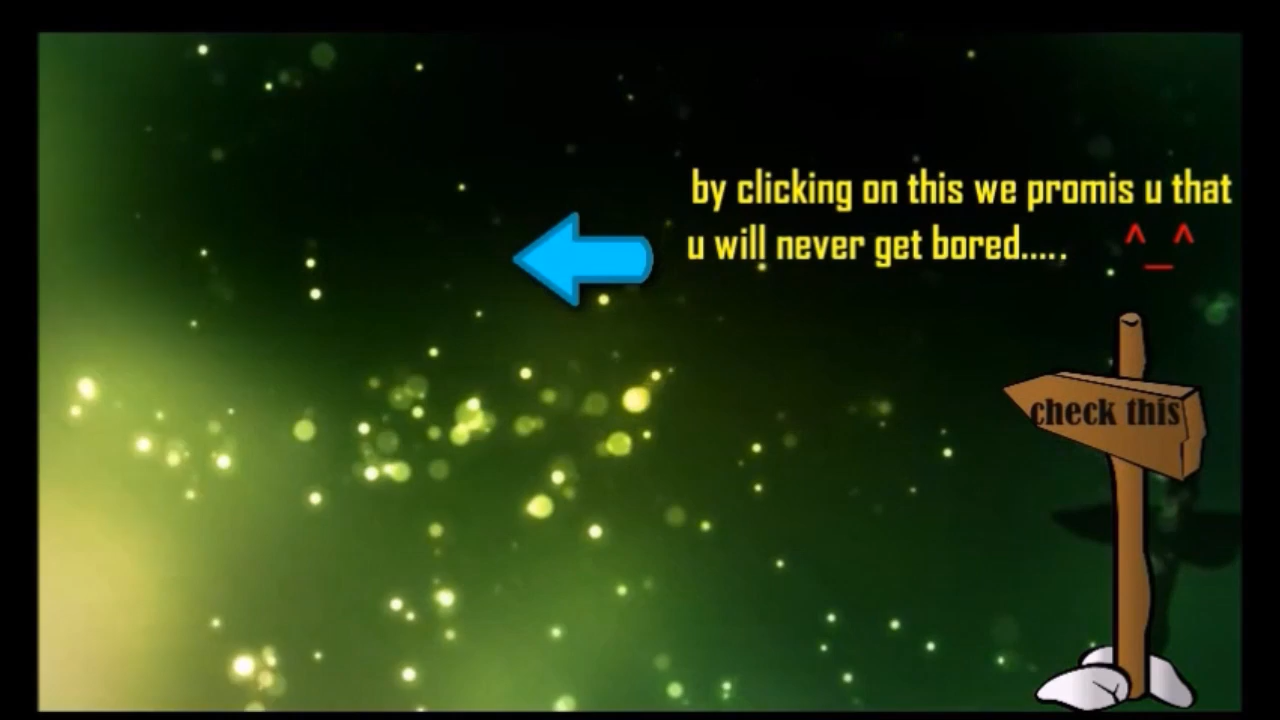 by clicking on this we promis u that
u will never get bored..... ^_^
check this